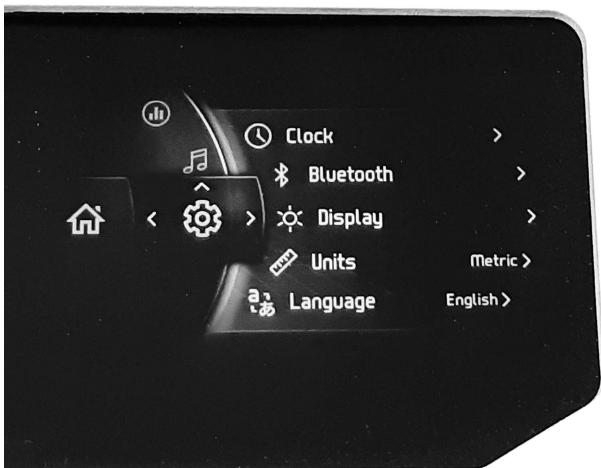 Clock
Bluetooth
Display
Units Metric
Language English